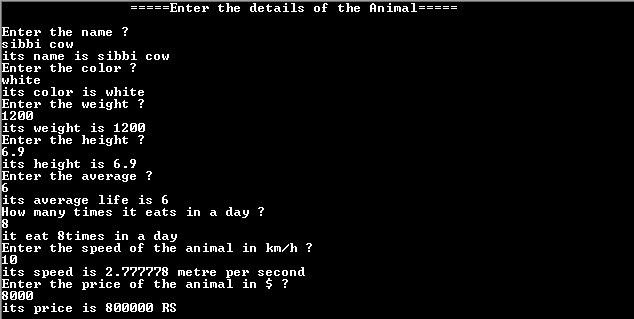 =====Enter the details of the Animal=====
Enter the name ?
sibbi cow
its name is sibbi cow
Enter the color ?
white
its color is white
Enter the weight ?
1200
its weight is 1200
Enter the height ?
6.9
its height is 6.9
Enter the average ?
6
its average life is 6
How many times it eats in a day ?
8
it eat 8times in a day
Enter the speed of the animal in km/h ?
10
its speed is 2.777778 metre per second
Enter the price of the animal in $ ?
8000
its price is 800000 RS